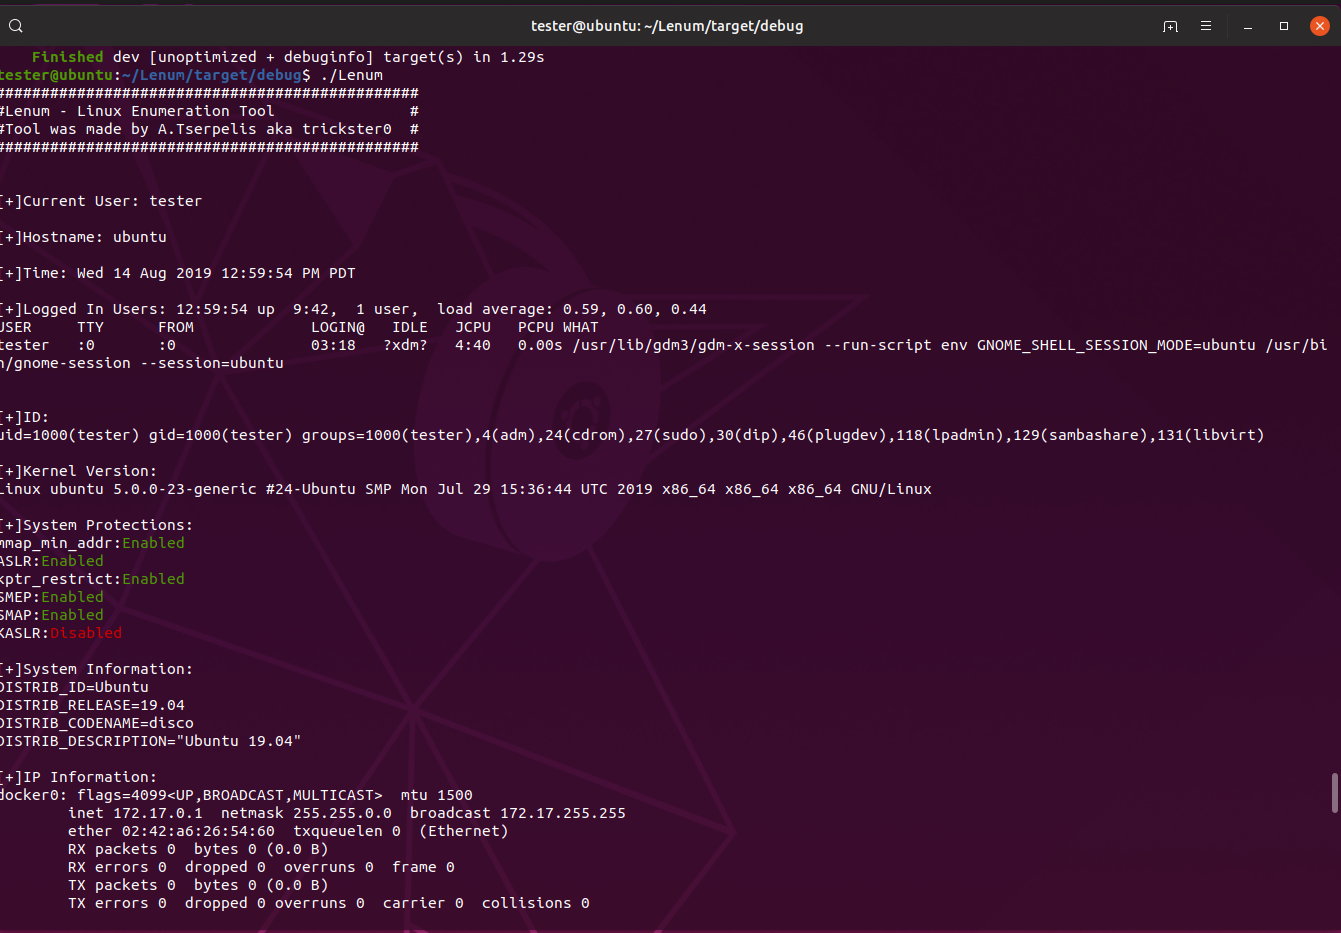 tester@ubuntu: ~/Lenum/target/debug
Finished dev [unoptimized + debuginfo] target(s) in 1.29s
tester@ubuntu:~/Lenum/target/debug$ ./Lenum
###############################################
#Lenum - Linux Enumeration Tool               #
#Tool was made by A.Tserpelis aka trickster0  #
###############################################
[+]Current User: tester
[+]Hostname: ubuntu
[+]Time: Wed 14 Aug 2019 12:59:54 PM PDT
[+]Logged In Users: 12:59:54 up  9:42,  1 user,  load average: 0.59, 0.60, 0.44
USER     TTY      FROM             LOGIN@   IDLE   JCPU   PCPU WHAT
tester   :0       :0               03:18   ?xdm?   4:40   0.00s /usr/lib/gdm3/gdm-x-session --run-script env GNOME_SHELL_SESSION_MODE=ubuntu /usr/bi
n/gnome-session --session=ubuntu
[+]ID:
uid=1000(tester) gid=1000(tester) groups=1000(tester),4(adm),24(cdrom),27(sudo),30(dip),46(plugdev),118(lpadmin),129(sambashare),131(libvirt)
[+]Kernel Version:
Linux ubuntu 5.0.0-23-generic #24-Ubuntu SMP Mon Jul 29 15:36:44 UTC 2019 x86_64 x86_64 x86_64 GNU/Linux
[+]System Protections:
mmap_min_addr:Enabled
ASLR:Enabled
kptr_restrict:Enabled
SMEP:Enabled
SMAP:Enabled
KASLR:Disabled
[+]System Information:
DISTRIB_ID=Ubuntu
DISTRIB_RELEASE=19.04
DISTRIB_CODENAME=disco
DISTRIB_DESCRIPTION="Ubuntu 19.04"
[+]IP Information:
docker0: flags=4099<UP,BROADCAST,MULTICAST>  mtu 1500
inet 172.17.0.1  netmask 255.255.0.0  broadcast 172.17.255.255
ether 02:42:a6:26:54:60  txqueuelen 0  (Ethernet)
RX packets 0  bytes 0 (0.0 B)
RX errors 0  dropped 0  overruns 0  frame 0
TX packets 0  bytes 0 (0.0 B)
TX errors 0  dropped 0 overruns 0  carrier 0  collisions 0